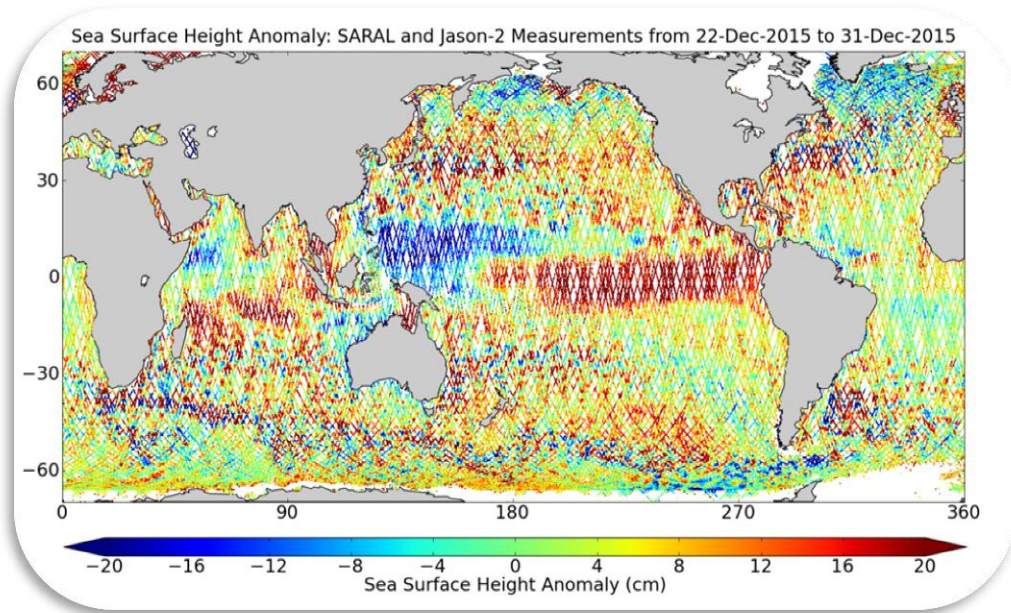 Sea Surface Height Anomaly: SARAL and Jason-2 Measurements from 22-Dec-2015 to 31-Dec-2015
60
30
0
−30
−60
0 90 180 270 360
−20 −16 −12 −8 −4 0 4 8 12 16 20
Sea Surface Height Anomaly (cm)